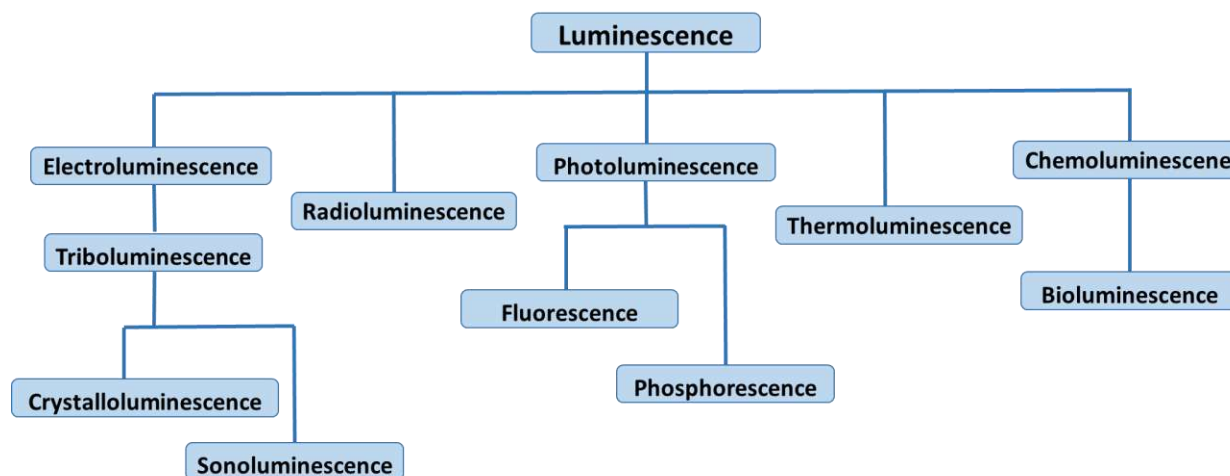 Luminescence
Electroluminescence
Radioluminescence
Photoluminescence
Thermoluminescence
Chemoluminescene
Triboluminescence
Fluorescence
Bioluminescence
Crystalloluminescence
Phosphorescence
Sonoluminescence